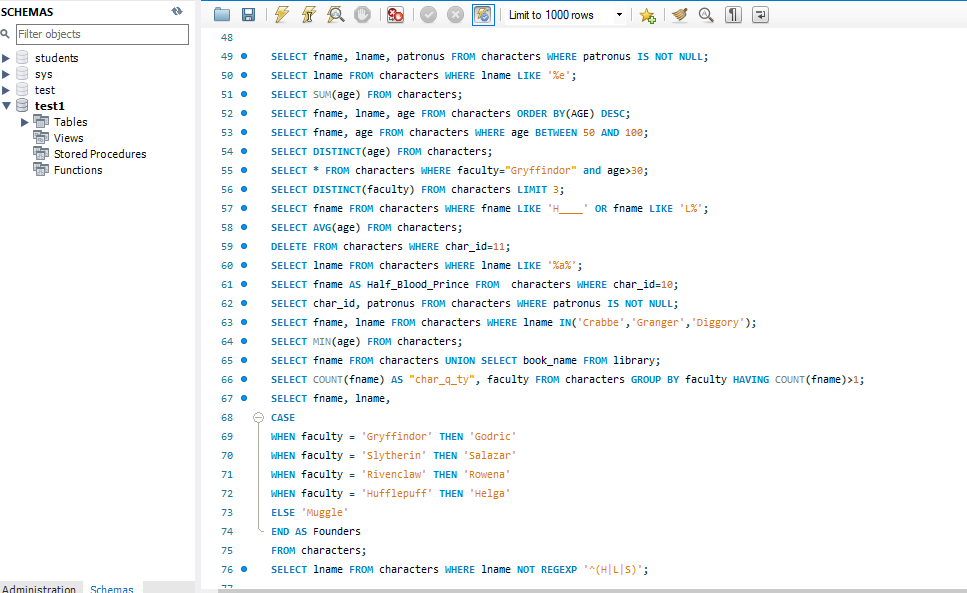 SCHEMAS
Filter objects
students
sys
test
test1
Tables
Views
Stored Procedures
Functions
Administration Schemas
Limit to 1000 rows
48
49 SELECT fname, lname, patronus FROM characters WHERE patronus IS NOT NULL;
50 SELECT lname FROM characters WHERE lname LIKE '%e';
51 SELECT SUM(age) FROM characters;
52 SELECT fname, lname, age FROM characters ORDER BY(AGE) DESC;
53 SELECT fname, age FROM characters WHERE age BETWEEN 50 AND 100;
54 SELECT DISTINCT(age) FROM characters;
55 SELECT * FROM characters WHERE faculty="Gryffindor" and age>30;
56 SELECT DISTINCT(faculty) FROM characters LIMIT 3;
57 SELECT fname FROM characters WHERE fname LIKE 'H____' OR fname LIKE 'L%';
58 SELECT AVG(age) FROM characters;
59 DELETE FROM characters WHERE char_id=11;
60 SELECT lname FROM characters WHERE lname LIKE '%a%';
61 SELECT fname AS Half_Blood_Prince FROM  characters WHERE char_id=10;
62 SELECT char_id, patronus FROM characters WHERE patronus IS NOT NULL;
63 SELECT fname, lname FROM characters WHERE lname IN('Crabbe','Granger','Diggory');
64 SELECT MIN(age) FROM characters;
65 SELECT fname FROM characters UNION SELECT book_name FROM library;
66 SELECT COUNT(fname) AS "char_q_ty", faculty FROM characters GROUP BY faculty HAVING COUNT(fname)>1;
67 SELECT fname, lname,
68 CASE
69 WHEN faculty = 'Gryffindor' THEN 'Godric'
70 WHEN faculty = 'Slytherin' THEN 'Salazar'
71 WHEN faculty = 'Rivenclaw' THEN 'Rowena'
72 WHEN faculty = 'Hufflepuff' THEN 'Helga'
73 ELSE 'Muggle'
74 END AS Founders
75 FROM characters;
76 SELECT lname FROM characters WHERE lname NOT REGEXP '^(H|L|S)';
77